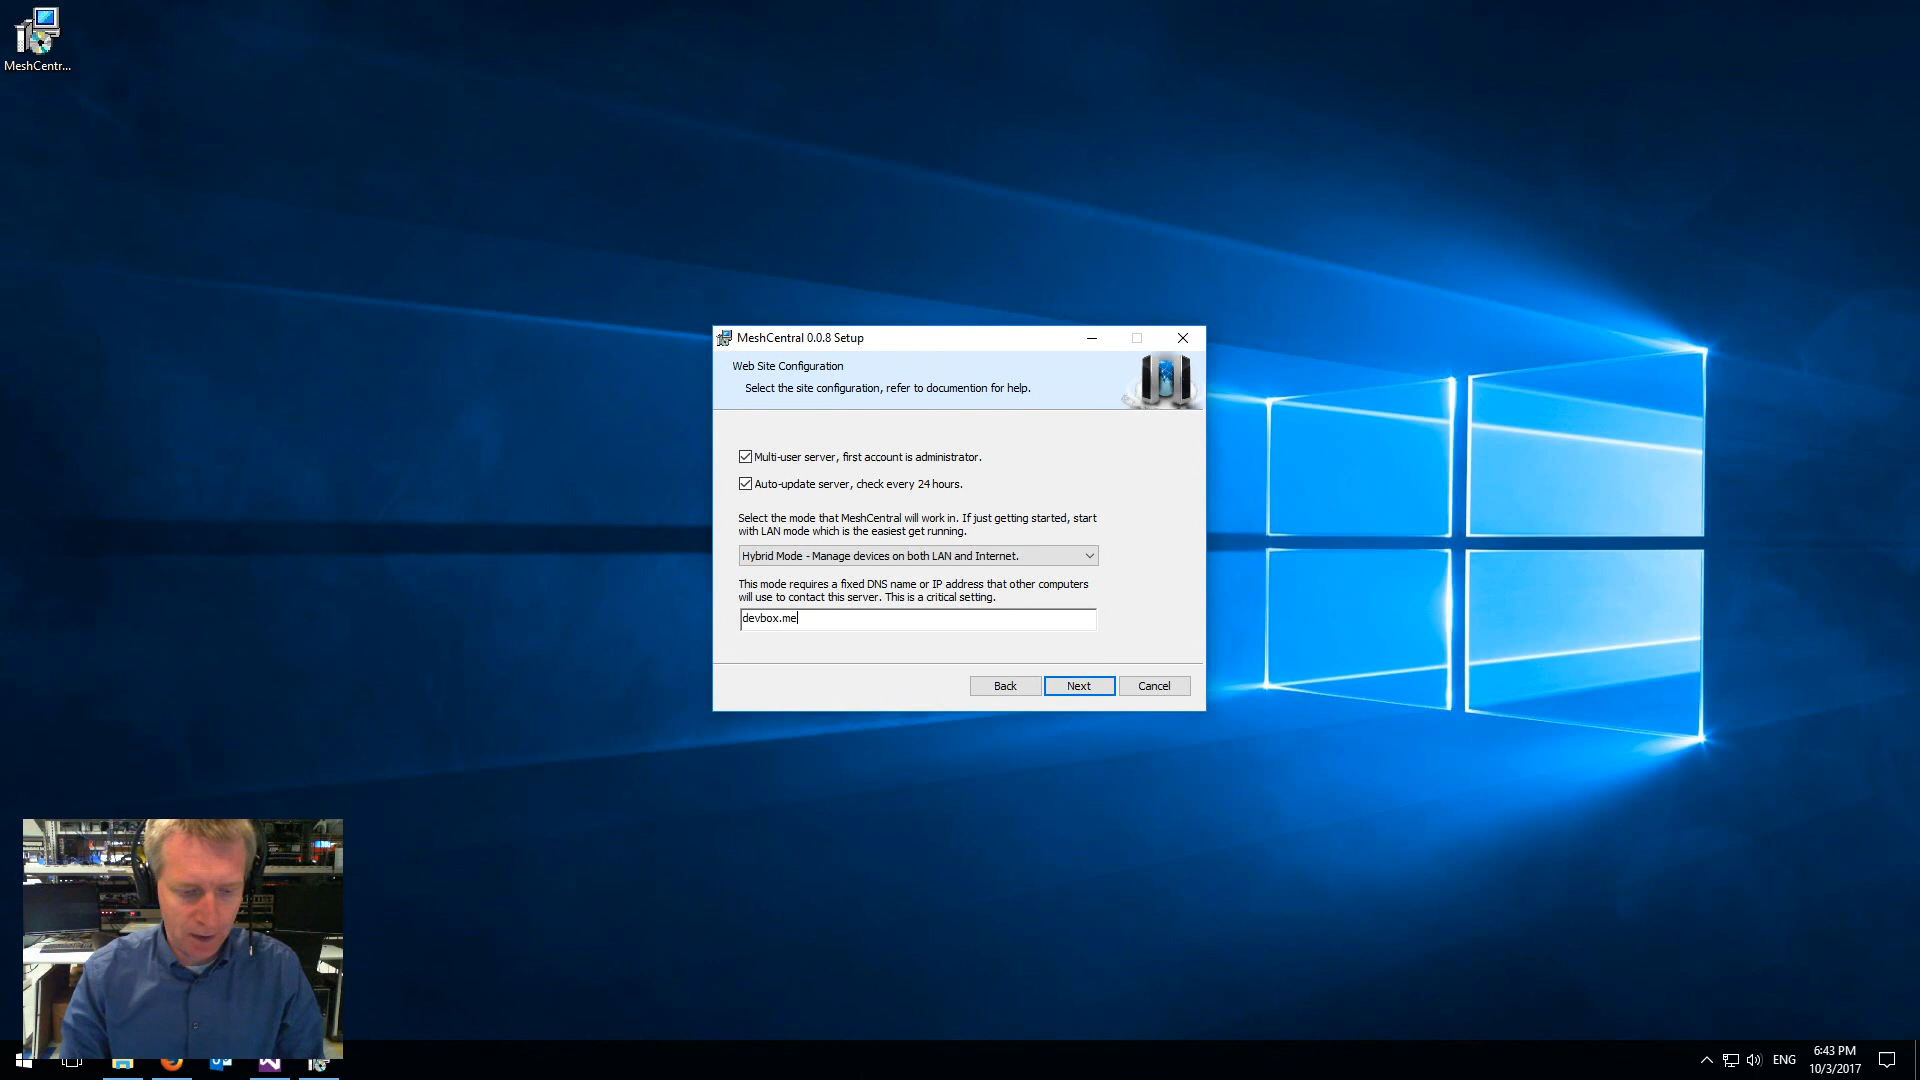 MeshCentr...
MeshCentral 0.0.8 Setup
Web Site Configuration
Select the site configuration, refer to documention for help.
Multi-user server, first account is administrator.
Auto-update server, check every 24 hours.
Select the mode that MeshCentral will work in. If just getting started, start
with LAN mode which is the easiest get running.
Hybrid Mode - Manage devices on both LAN and Internet.
This mode requires a fixed DNS name or IP address that other computers
will use to contact this server. This is a critical setting.
devbox.me
Back Next Cancel
ENG
6:43 PM
10/3/2017